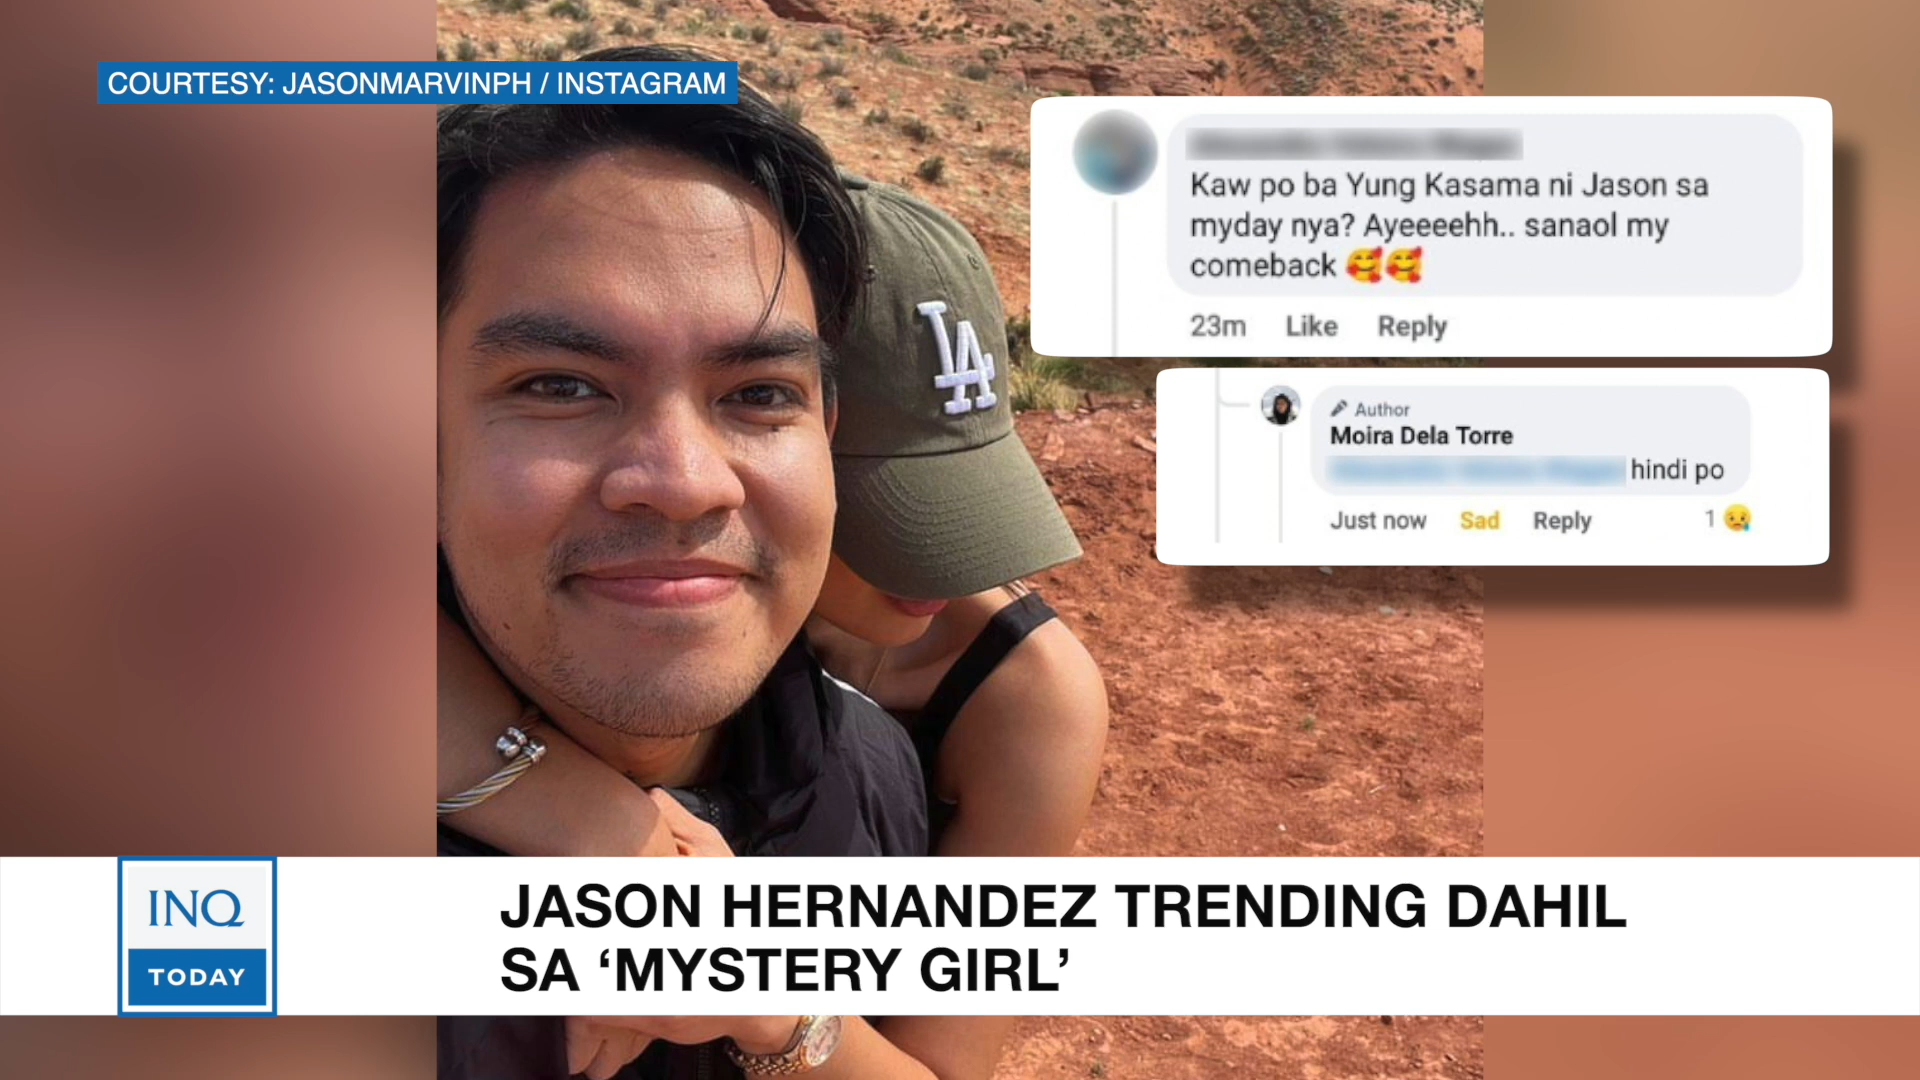 COURTESY: JASONMARVINPH / INSTAGRAM
Kaw po ba Yung Kasama ni Jason sa
myday nya? Ayeeeehh.. sanaol my
comeback 🥰🥰
23m Like Reply
Author
Moira Dela Torre
hindi po
Just now Sad Reply 1 😢
LA
INQ
TODAY
JASON HERNANDEZ TRENDING DAHIL
SA ‘MYSTERY GIRL’